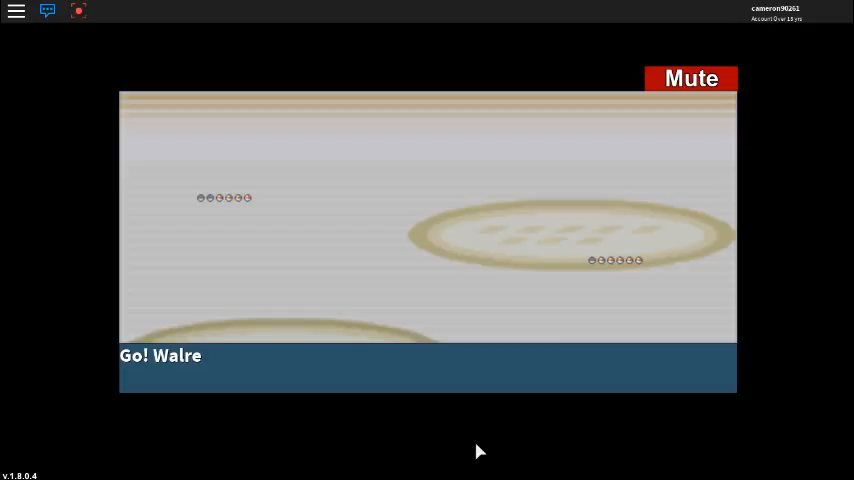 cameron90261
Account Over 13 yrs
Mute
Go! Walre
v.1.8.0.4